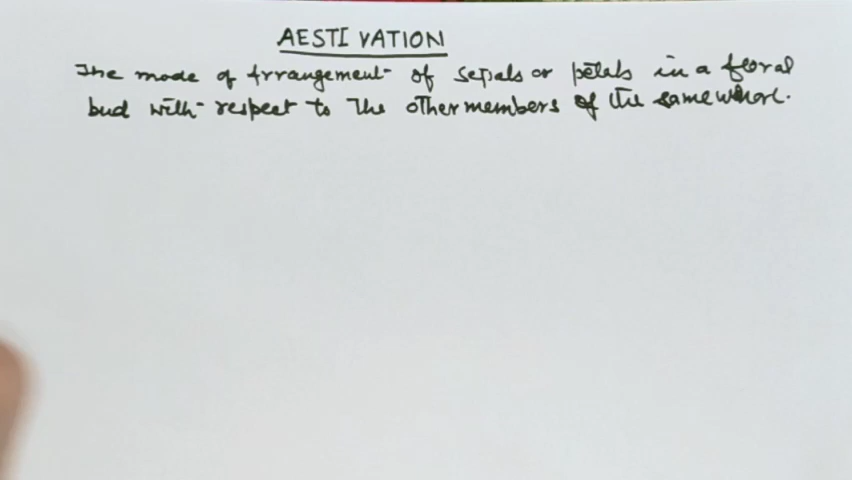 AESTIVATION
The mode of Arrangement of sepals or petals in a floral
bud with respect to the other members of the same whorl.